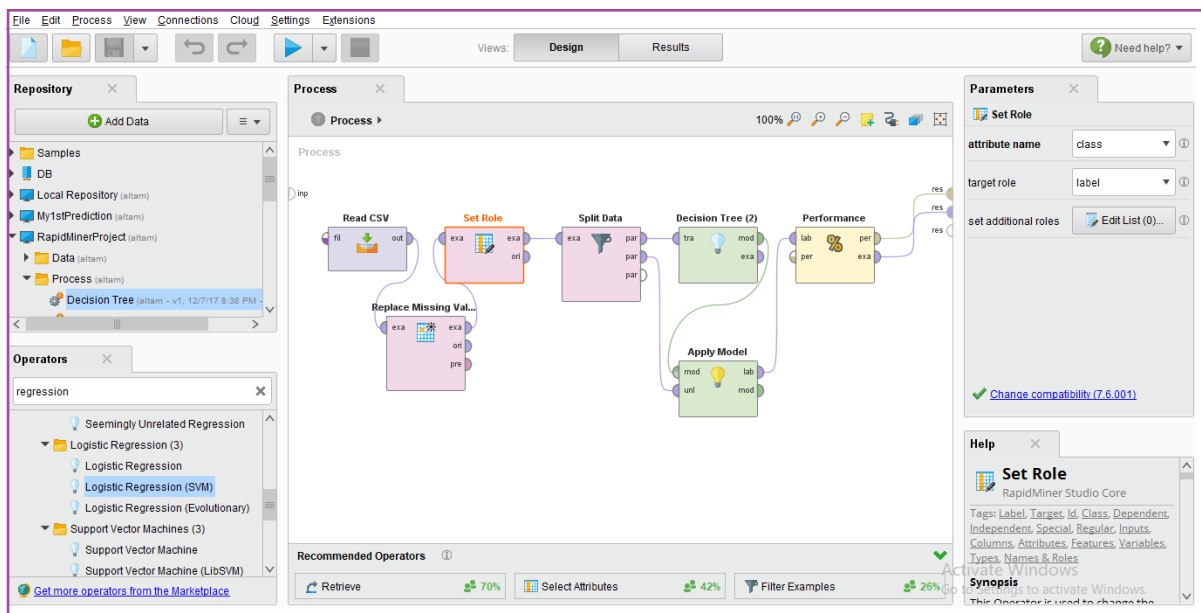 File Edit Process View Connections Cloud Settings Extensions
Views: Design Results
Need help?
Repository
Add Data
Samples
DB
Local Repository (altam)
My1stPrediction (altam)
RapidMinerProject (altam)
Data (altam)
Process (altam)
Decision Tree (altam - v1, 12/7/17 8:38 PM -
Operators
regression
Seemingly Unrelated Regression
Logistic Regression (3)
Logistic Regression
Logistic Regression (SVM)
Logistic Regression (Evolutionary)
Support Vector Machines (3)
Support Vector Machine
Support Vector Machine (LibSVM)
Get more operators from the Marketplace
Process
Process
100%
Process
inp
res
res
res
Read CSV
fil out
Set Role
exa exa
ori
Split Data
exa par
par
par
Decision Tree (2)
tra mod
exa
Performance
lab per
per exa
Replace Missing Val...
exa exa
ori
pre
Apply Model
mod lab
unl mod
Recommended Operators
Retrieve 70%
Select Attributes 42%
Filter Examples 26%
Parameters
Set Role
attribute name class
target role label
set additional roles Edit List (0)...
Change compatibility (7.6.001)
Help
Set Role
RapidMiner Studio Core
Tags: Label, Target, Id, Class, Dependent,
Independent, Special, Regular, Inputs,
Columns, Attributes, Features, Variables,
Types, Names & Roles
Synopsis
This Operator is used to change the
Activate Windows
Go to Settings to activate Windows.